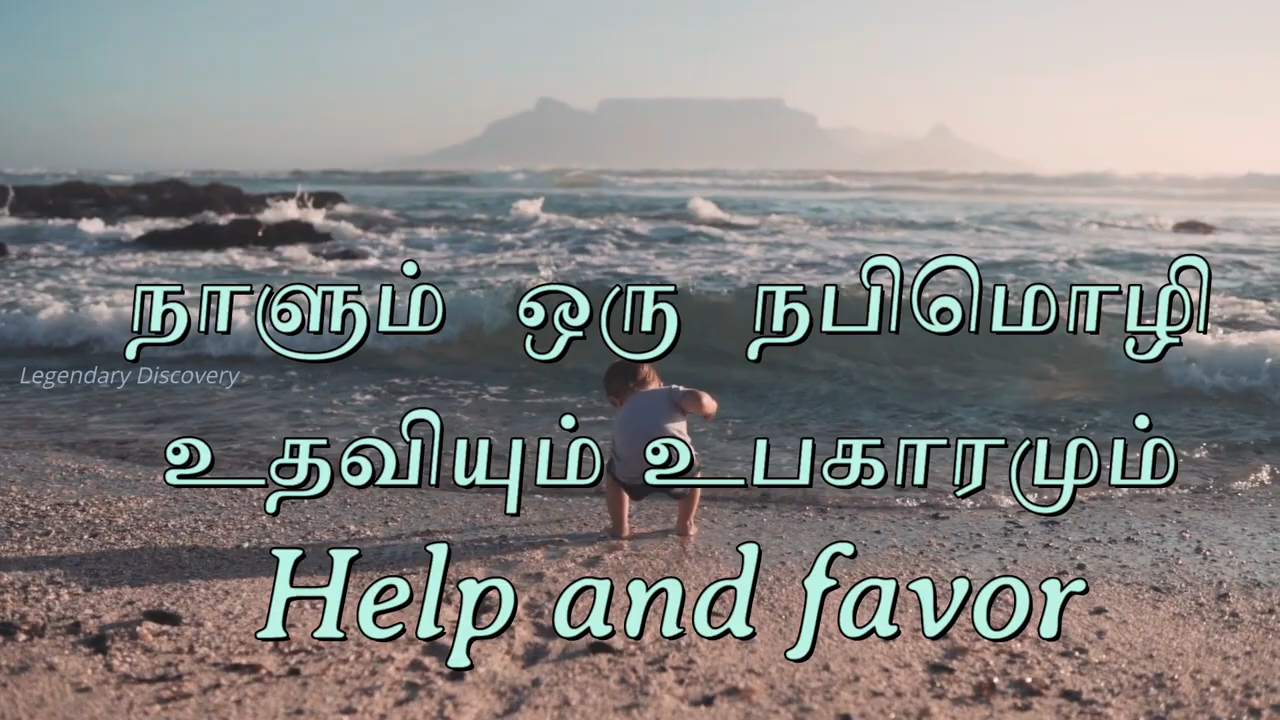 நாளும் ஒரு நபிமொழி
Legendary Discovery
உதவியும் உபகாரமும்
Help and favor